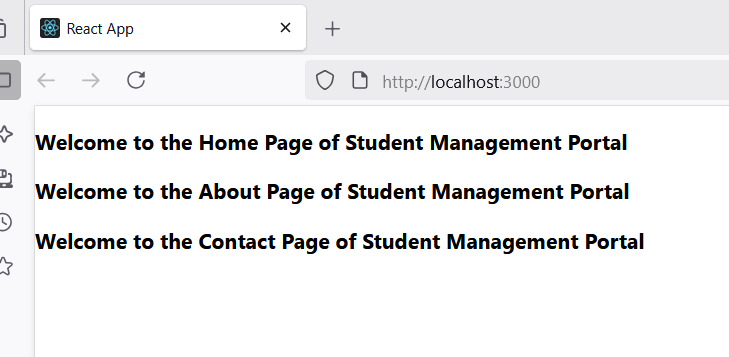 React App
http://localhost:3000
Welcome to the Home Page of Student Management Portal
Welcome to the About Page of Student Management Portal
Welcome to the Contact Page of Student Management Portal